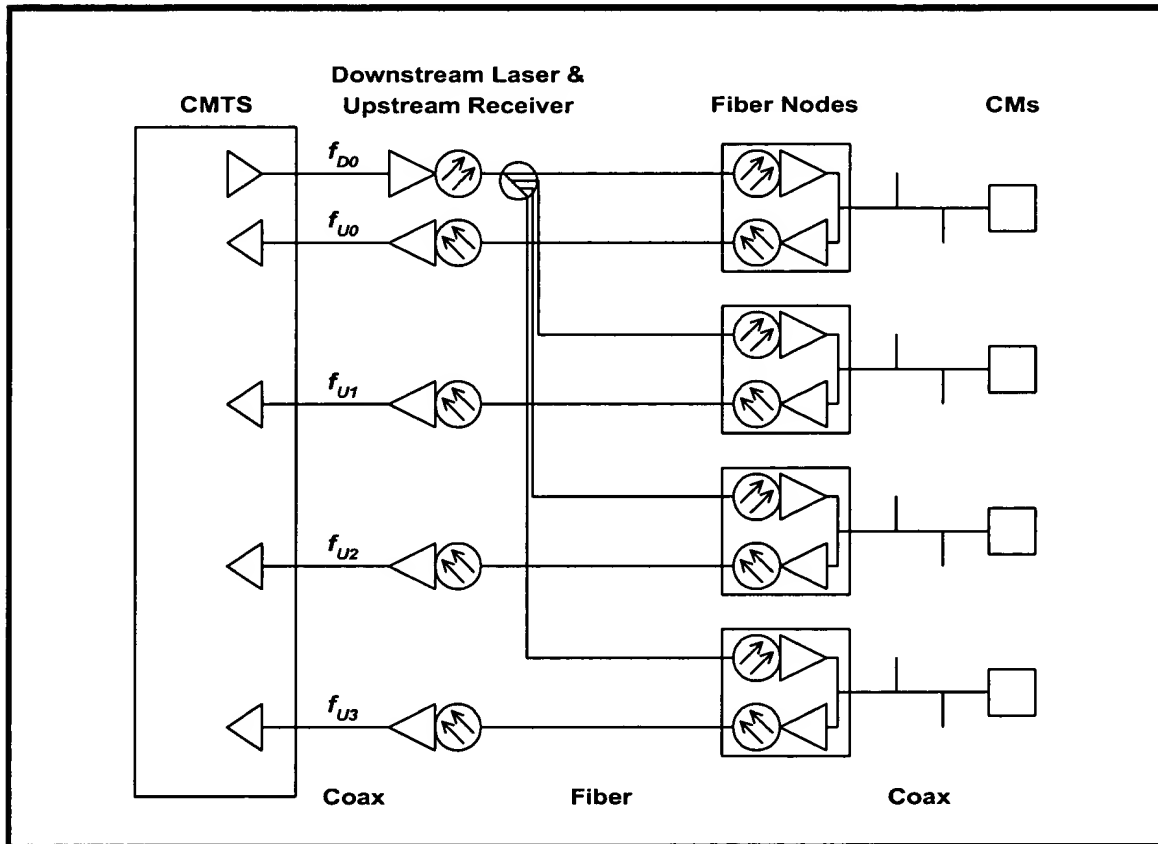 Downstream Laser &
CMTS Upstream Receiver Fiber Nodes CMs
f_D0
f_U0
f_U1
f_U2
f_U3
Coax Fiber Coax